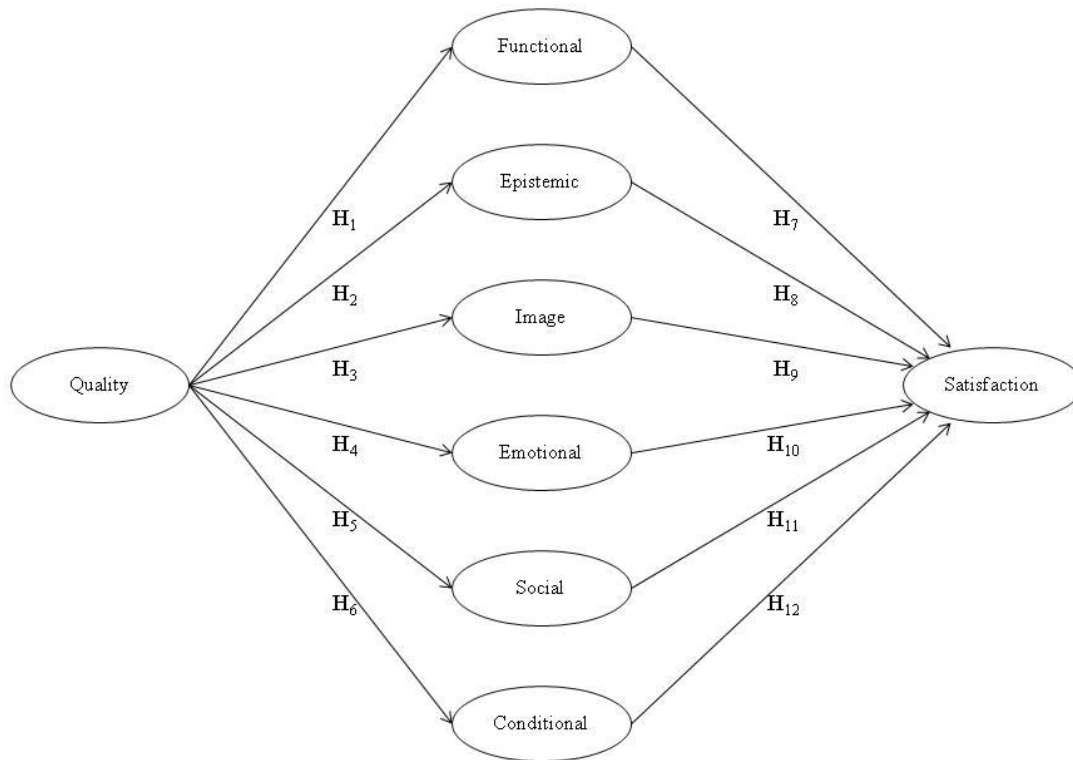 Functional
Epistemic
H₁
H₇
H₂
H₈
Image
H₃
H₉
Quality
Satisfaction
H₄
Emotional
H₁₀
H₅
H₁₁
Social
H₆
H₁₂
Conditional